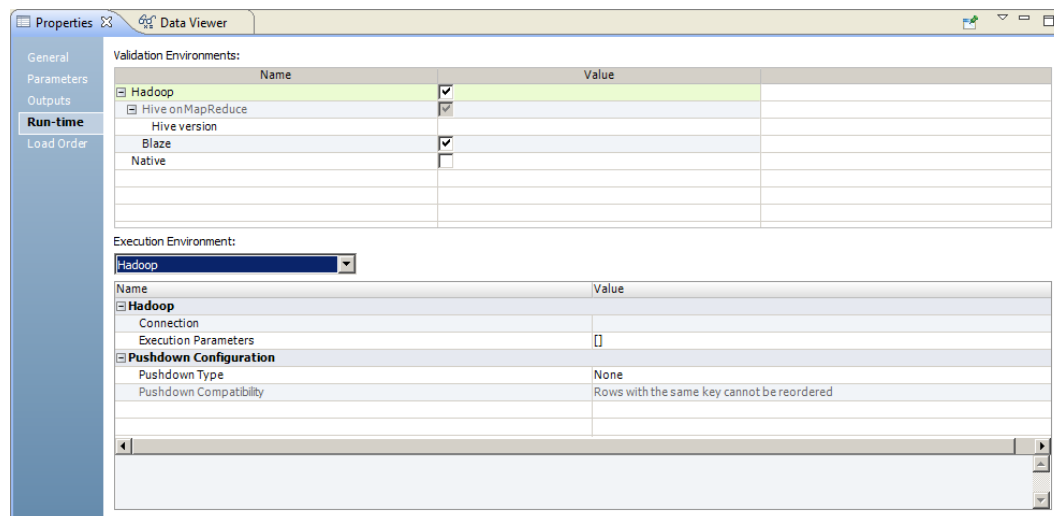 Properties Data Viewer
General
Parameters
Outputs
Run-time
Load Order
Validation Environments:
Name Value
Hadoop
Hive on MapReduce
Hive version
Blaze
Native
Execution Environment:
Hadoop
Name Value
Hadoop
Connection
Execution Parameters []
Pushdown Configuration
Pushdown Type None
Pushdown Compatibility Rows with the same key cannot be reordered